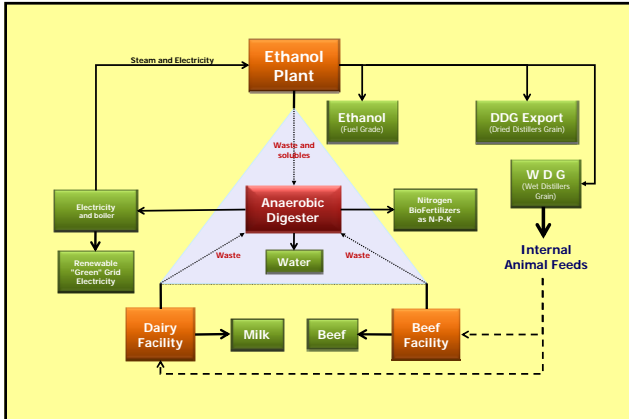 Steam and Electricity
Ethanol
Plant
Ethanol
(Fuel Grade)
DDG Export
(Dried Distillers
Grain)
Waste and
solubles
W D G
(Wet Distillers
Grain)
Electricity
and boiler
Anaerobic
Digester
Nitrogen
BioFertilizers
as N-P-K
Internal
Animal Feeds
Renewable
"Green" Grid
Electricity
Waste
Water
Waste
Dairy
Facility
Milk
Beef
Beef
Facility